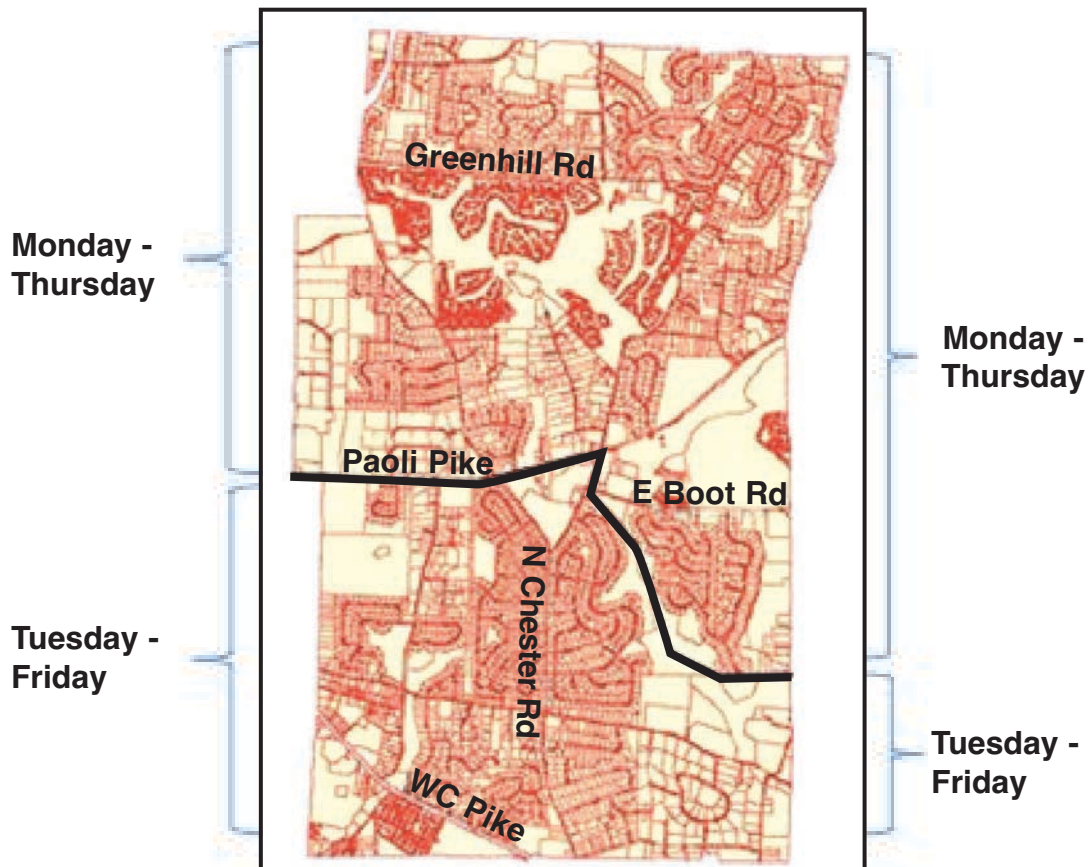 Greenhill Rd
Monday -
Thursday
Monday -
Thursday
Paoli Pike
E Boot Rd
N Chester Rd
Tuesday -
Friday
Tuesday -
Friday
WC Pike